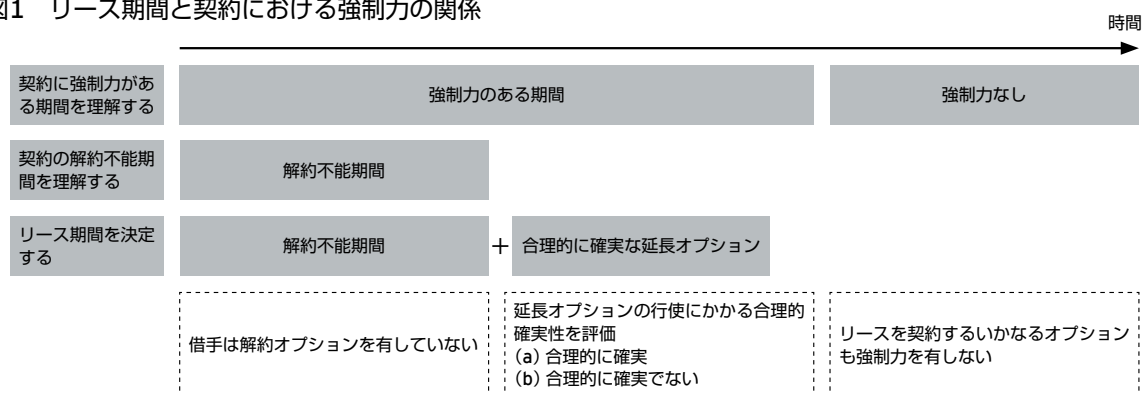 図1 リース期間と契約における強制力の関係
時間
契約に強制力があ
る期間を理解する
強制力のある期間
強制力なし
契約の解約不能期
間を理解する
解約不能期間
リース期間を決定
する
解約不能期間
+
合理的に確実な延長オプション
借手は解約オプションを有していない
延長オプションの行使にかかる合理的
確実性を評価
(a) 合理的に確実
(b) 合理的に確実でない
リースを契約するいかなるオプション
も強制力を有しない